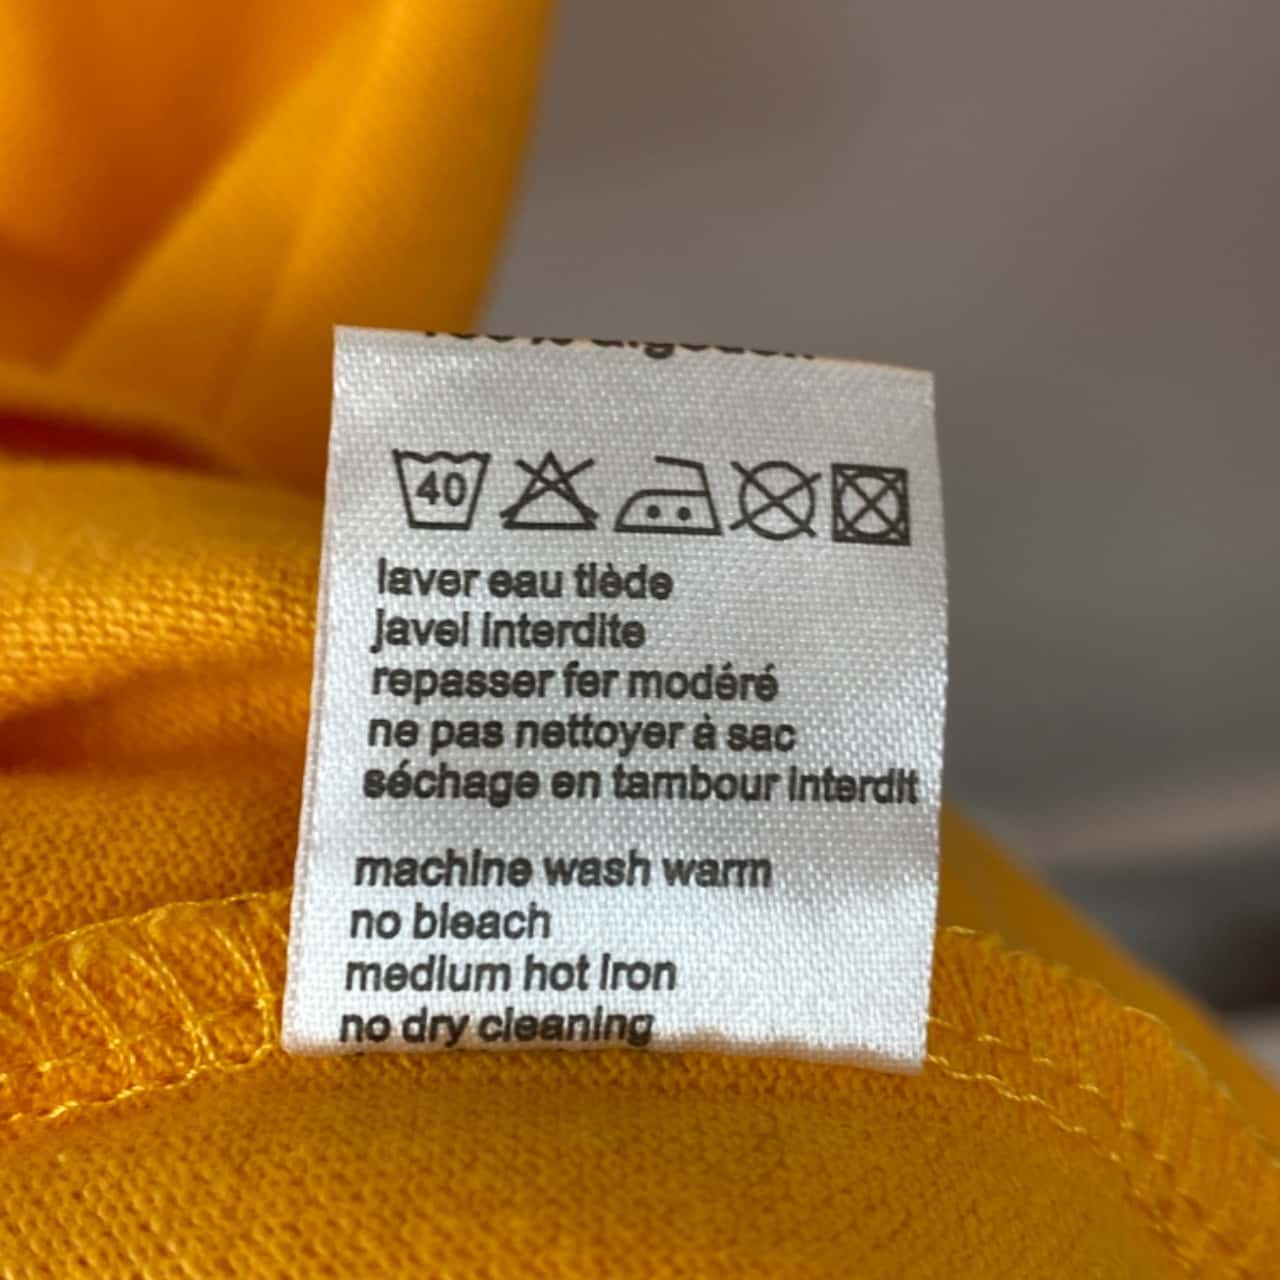 40
laver eau tiède
javel interdite
repasser fer modéré
ne pas nettoyer à sac
séchage en tambour interdit
machine wash warm
no bleach
medium hot iron
no dry cleaning